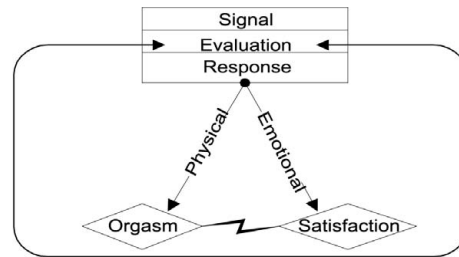 Signal
Evaluation
Response
Physical
Emotional
Orgasm
Satisfaction